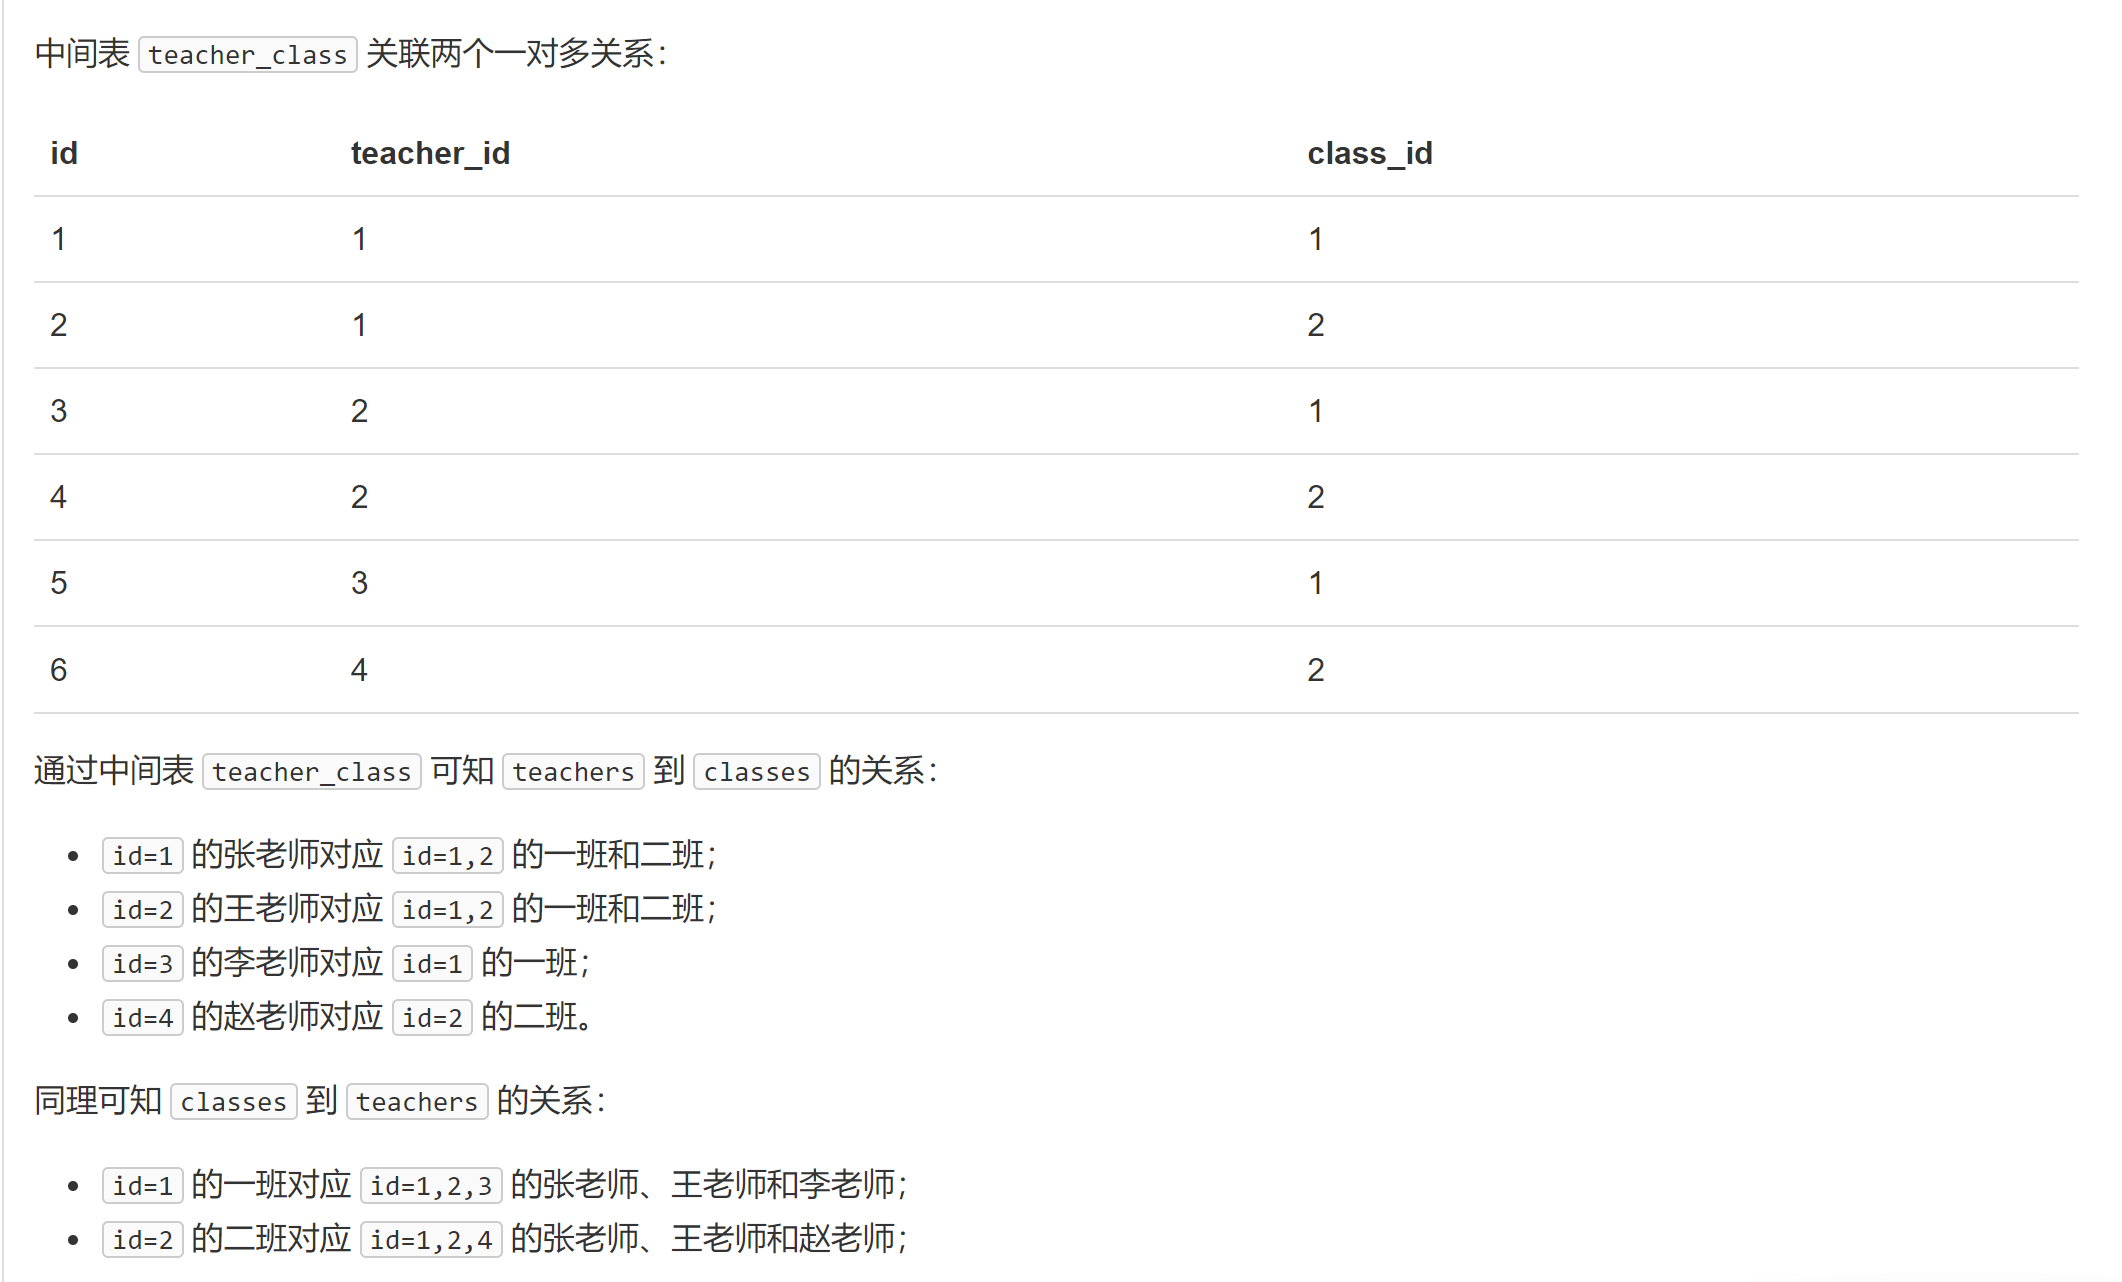 中间表 teacher_class 关联两个一对多关系：
id teacher_id class_id
1 1 1
2 1 2
3 2 1
4 2 2
5 3 1
6 4 2
通过中间表 teacher_class 可知 teachers 到 classes 的关系：
• id=1 的张老师对应 id=1,2 的一班和二班；
• id=2 的王老师对应 id=1,2 的一班和二班；
• id=3 的李老师对应 id=1 的一班；
• id=4 的赵老师对应 id=2 的二班。
同理可知 classes 到 teachers 的关系：
• id=1 的一班对应 id=1,2,3 的张老师、王老师和李老师；
• id=2 的二班对应 id=1,2,4 的张老师、王老师和赵老师；